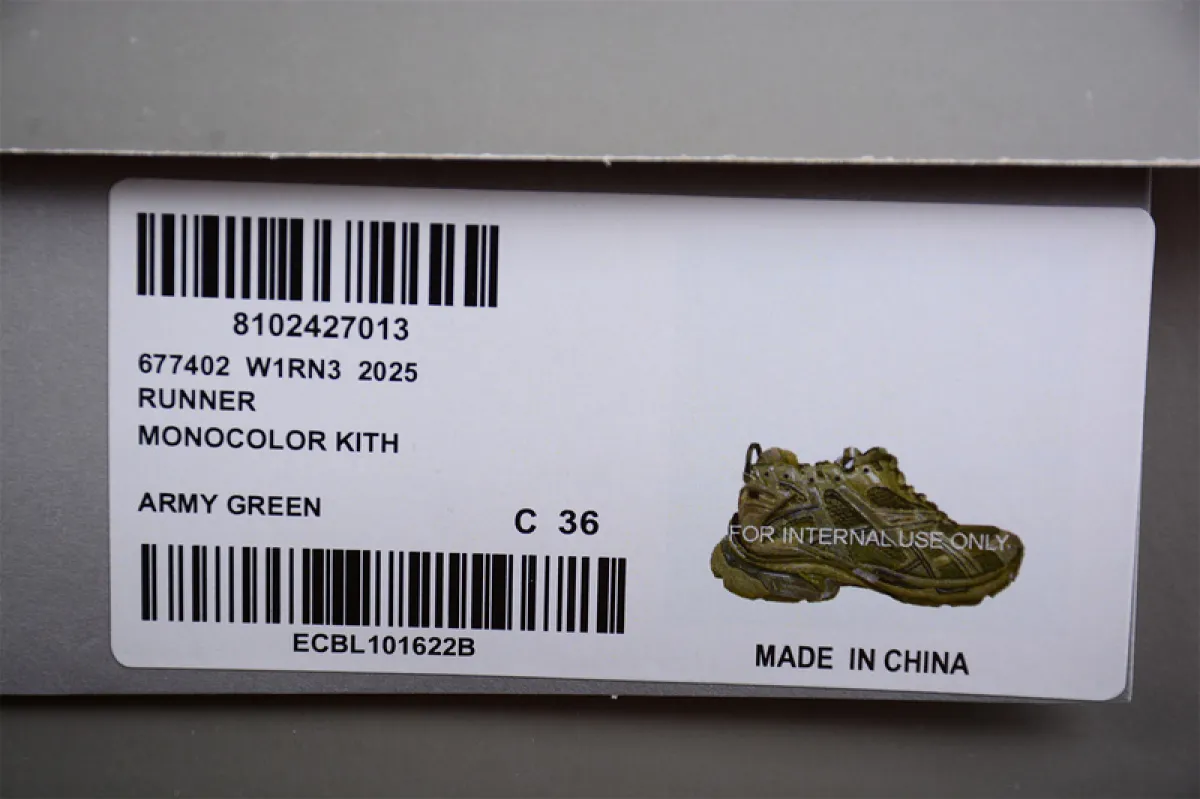 8102427013
677402 W1RN3 2025
RUNNER
MONOCOLOR KITH
ARMY GREEN
C 36
FOR INTERNAL USE ONLY.
ECBL101622B
MADE IN CHINA